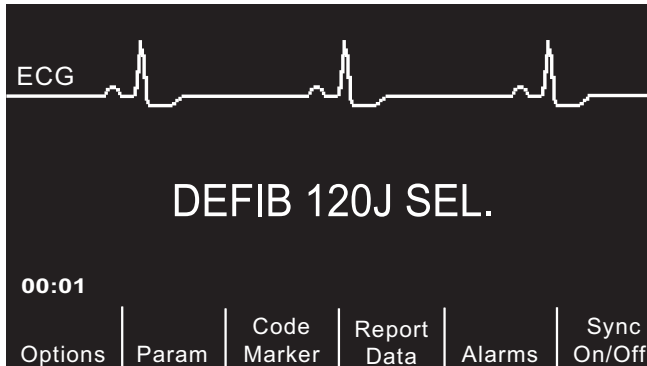 ECG
DEFIB 120J SEL.
00:01
Options
Param
Code
Marker
Report
Data
Alarms
Sync
On/Off